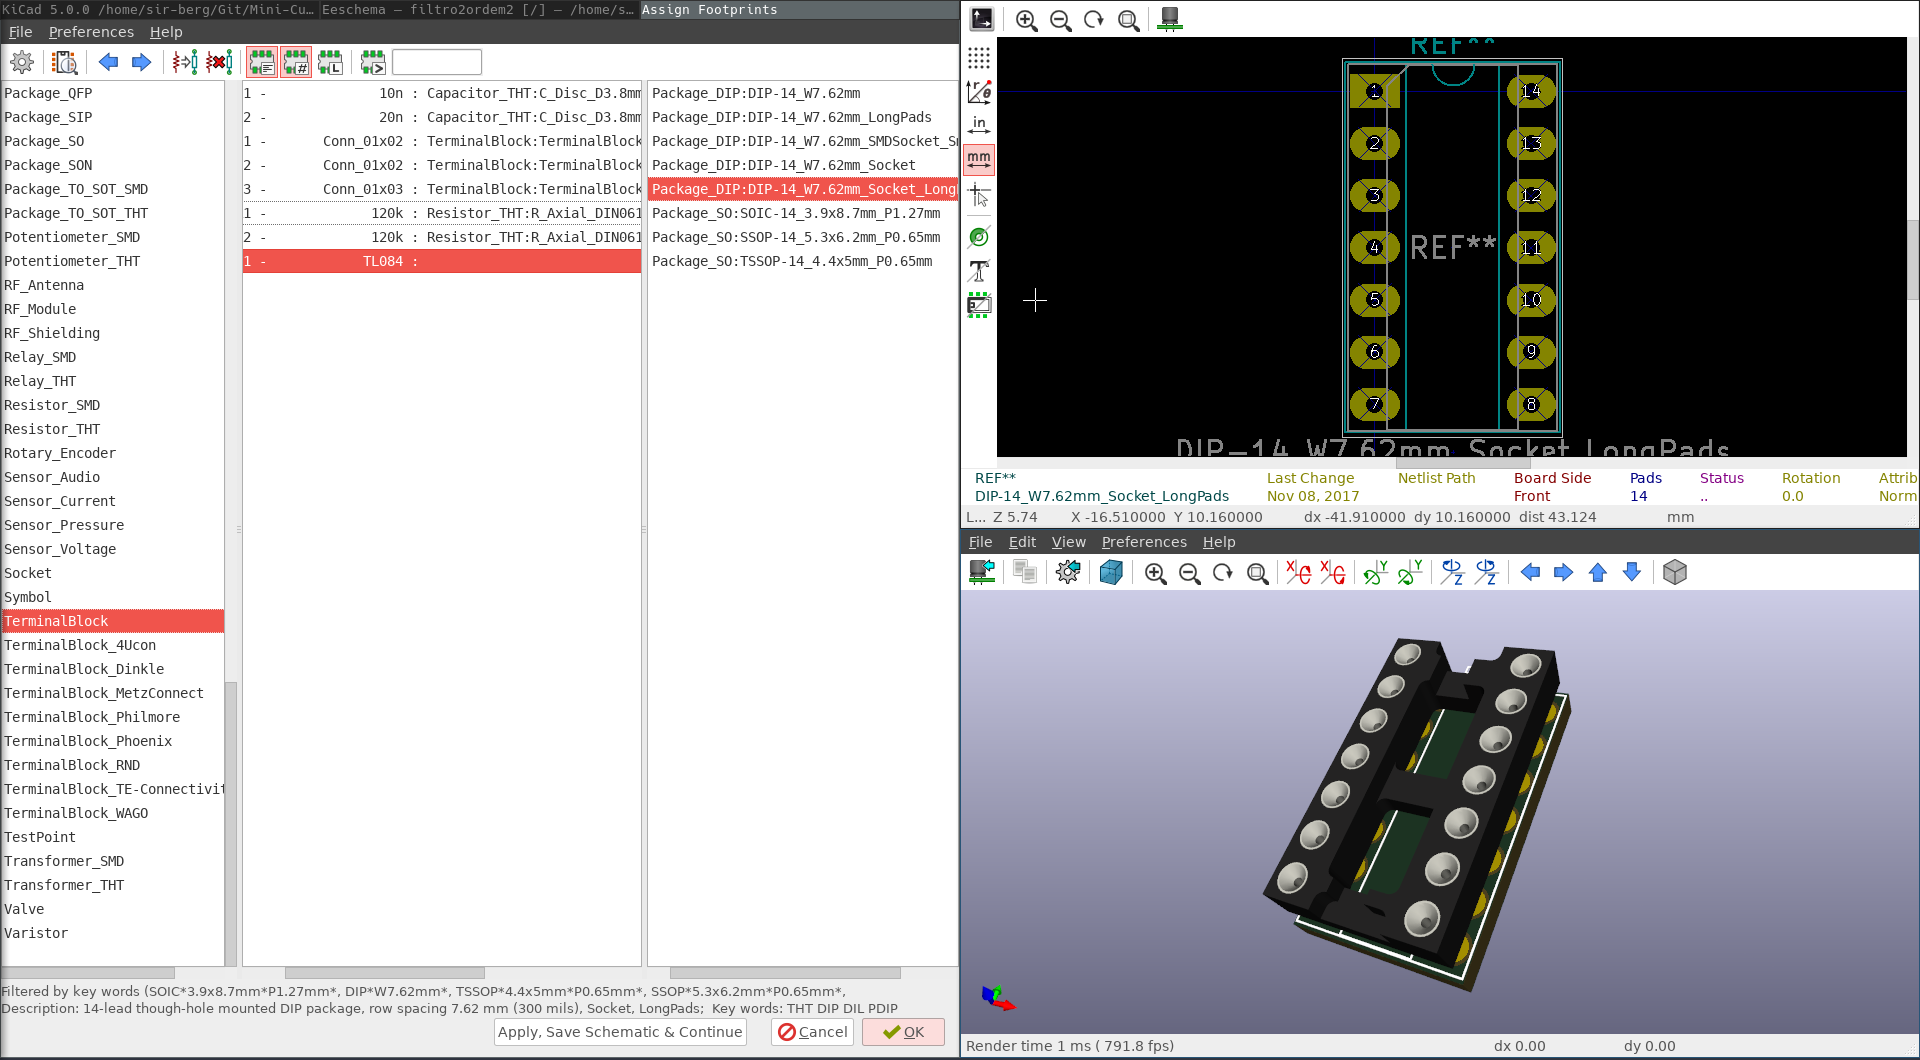 KiCad 5.0.0 /home/sir-berg/Git/Mini-Cu...
Eeschema — filtro2ordem2 [/] — /home/s...
Assign Footprints
File Preferences Help
Package_QFP
Package_SIP
Package_SO
Package_SON
Package_TO_SOT_SMD
Package_TO_SOT_THT
Potentiometer_SMD
Potentiometer_THT
RF_Antenna
RF_Module
RF_Shielding
Relay_SMD
Relay_THT
Resistor_SMD
Resistor_THT
Rotary_Encoder
Sensor_Audio
Sensor_Current
Sensor_Pressure
Sensor_Voltage
Socket
Symbol
TerminalBlock
TerminalBlock_4Ucon
TerminalBlock_Dinkle
TerminalBlock_MetzConnect
TerminalBlock_Philmore
TerminalBlock_Phoenix
TerminalBlock_RND
TerminalBlock_TE-Connectivit
TerminalBlock_WAGO
TestPoint
Transformer_SMD
Transformer_THT
Valve
Varistor
1 - 10n : Capacitor_THT:C_Disc_D3.8mm
2 - 20n : Capacitor_THT:C_Disc_D3.8mm
1 - Conn_01x02 : TerminalBlock:TerminalBlock
2 - Conn_01x02 : TerminalBlock:TerminalBlock
3 - Conn_01x03 : TerminalBlock:TerminalBlock
1 - 120k : Resistor_THT:R_Axial_DIN061
2 - 120k : Resistor_THT:R_Axial_DIN061
1 - TL084 :
Package_DIP:DIP-14_W7.62mm
Package_DIP:DIP-14_W7.62mm_LongPads
Package_DIP:DIP-14_W7.62mm_SMDSocket_Sm
Package_DIP:DIP-14_W7.62mm_Socket
Package_DIP:DIP-14_W7.62mm_Socket_Long
Package_SO:SOIC-14_3.9x8.7mm_P1.27mm
Package_SO:SSOP-14_5.3x6.2mm_P0.65mm
Package_SO:TSSOP-14_4.4x5mm_P0.65mm
Filtered by key words (SOIC*3.9x8.7mm*P1.27mm*, DIP*W7.62mm*, TSSOP*4.4x5mm*P0.65mm*, SSOP*5.3x6.2mm*P0.65mm*,
Description: 14-lead though-hole mounted DIP package, row spacing 7.62 mm (300 mils), Socket, LongPads; Key words: THT DIP DIL PDIP
Apply, Save Schematic & Continue
Cancel
OK
in
mm
REF**
1 14
2 13
3 12
4 REF** 11
5 10
6 9
7 8
DIP-14_W7.62mm_Socket_LongPads
REF** Last Change Netlist Path Board Side Pads Status Rotation Attrib
DIP-14_W7.62mm_Socket_LongPads Nov 08, 2017 Front 14 .. 0.0 Norm
L... Z 5.74 X -16.510000 Y 10.160000 dx -41.910000 dy 10.160000 dist 43.124 mm
File Edit View Preferences Help
X X Y Y Z Z
Render time 1 ms ( 791.8 fps) dx 0.00 dy 0.00